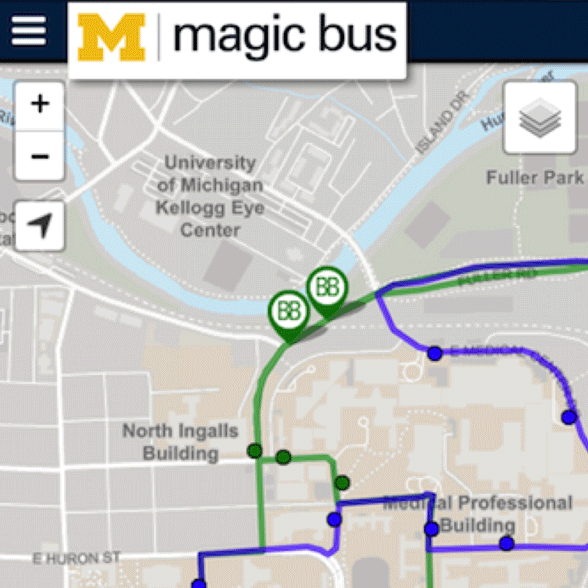 M | magic bus
+
−
ISLAND DR
University
of Michigan
Kellogg Eye
Center
Fuller Park
BB
BB
FULLER RD
E MEDICAL CENTER
North Ingalls
Building
Medical Professional
Building
E HURON ST